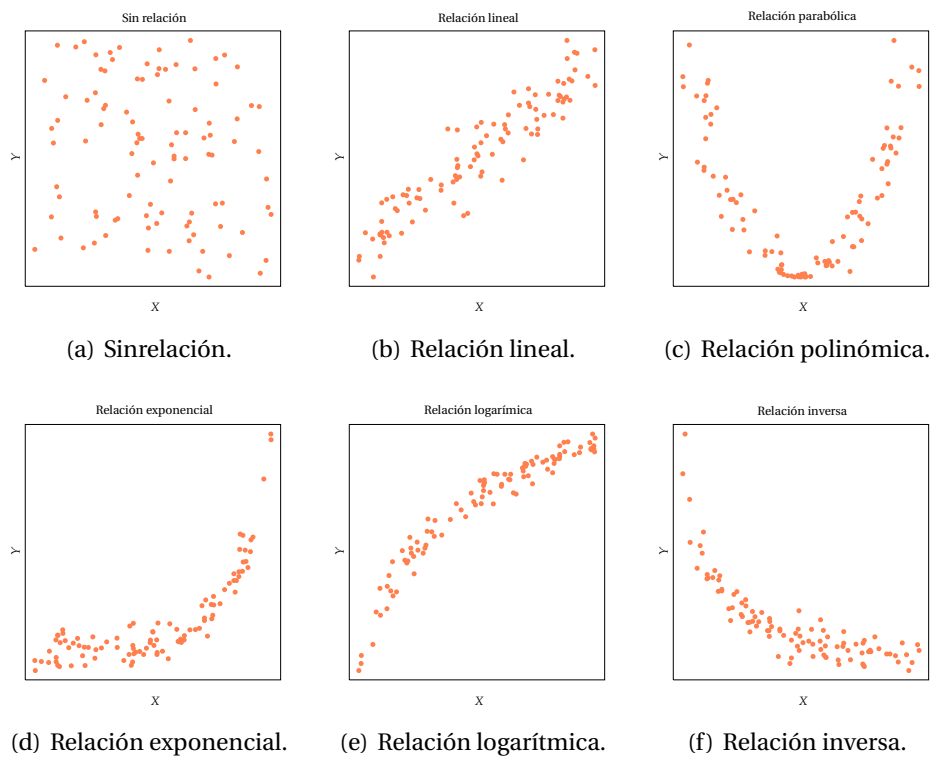 Sin relación
Relación lineal
Relación parabólica
Y
Y
Y
X
X
X
(a) Sinrelación.
(b) Relación lineal.
(c) Relación polinómica.
Relación exponencial
Relación logarímica
Relación inversa
Y
Y
Y
X
X
X
(d) Relación exponencial.
(e) Relación logarítmica.
(f) Relación inversa.